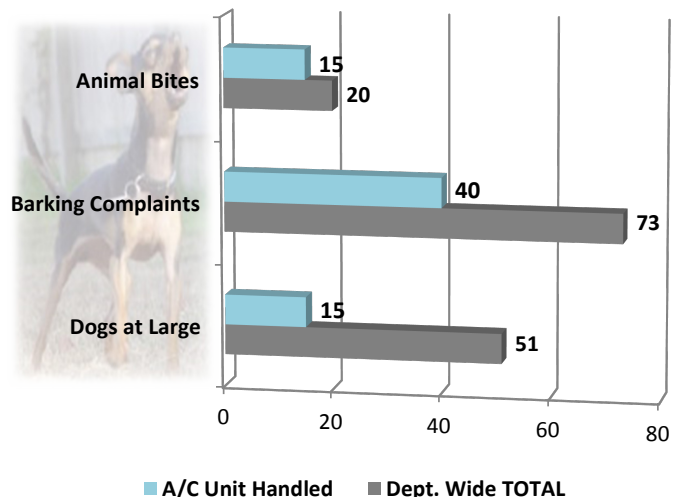 Animal Bites
15
20
Barking Complaints
40
73
Dogs at Large
15
51
0 20 40 60 80
A/C Unit Handled Dept. Wide TOTAL